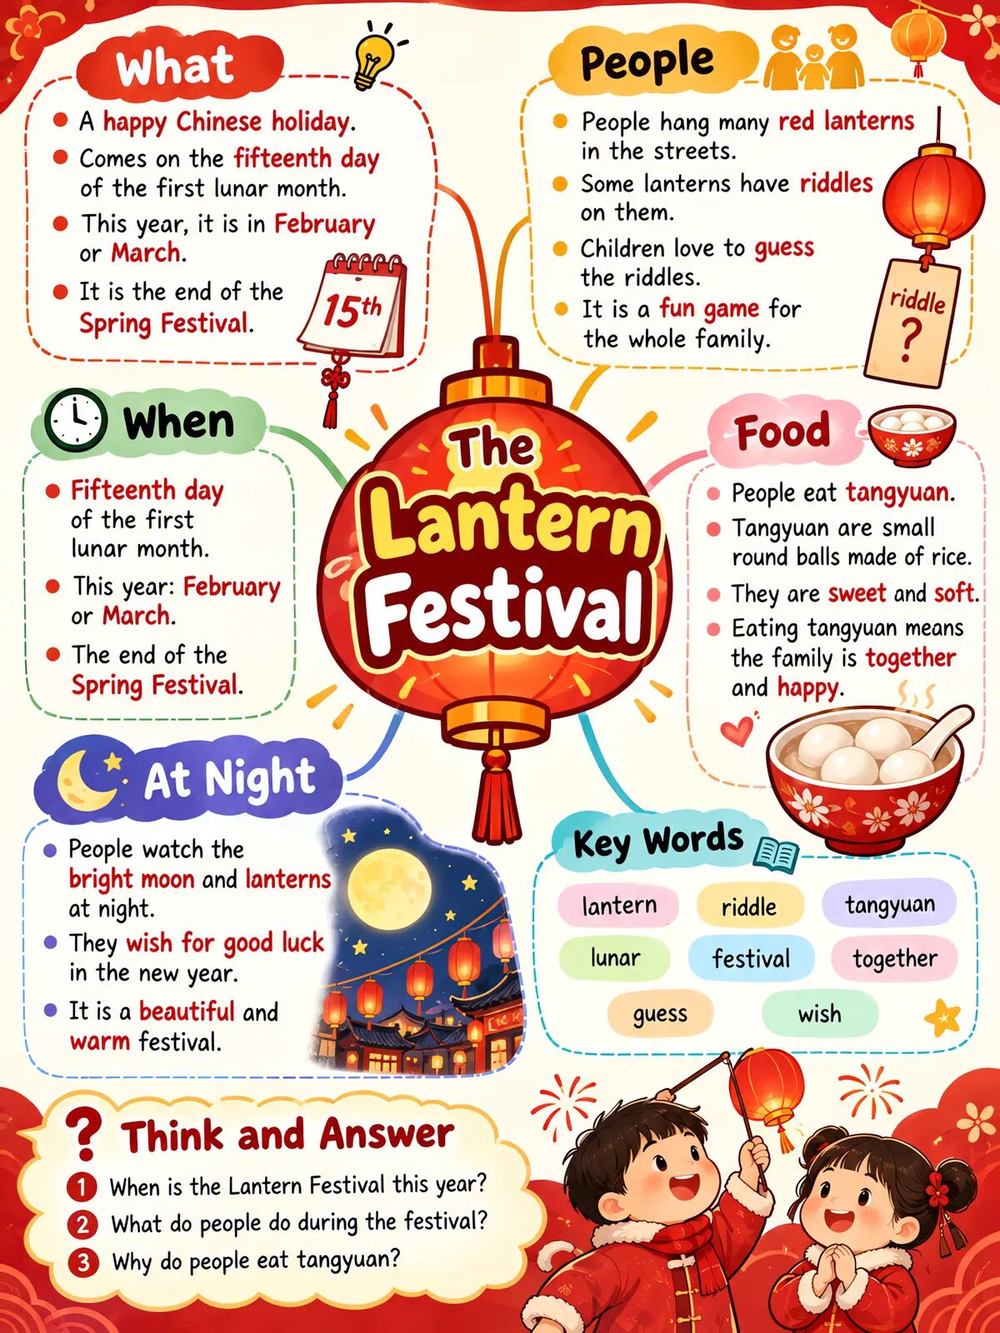 What
A happy Chinese holiday.
Comes on the fifteenth day
of the first lunar month.
This year, it is in February
or March.
It is the end of the
Spring Festival.
15th
People
People hang many red lanterns
in the streets.
Some lanterns have riddles
on them.
Children love to guess
the riddles.
It is a fun game for
the whole family.
riddle
?
The
Lantern
Festival
When
Fifteenth day
of the first
lunar month.
This year: February
or March.
The end of the
Spring Festival.
Food
People eat tangyuan.
Tangyuan are small
round balls made of rice.
They are sweet and soft.
Eating tangyuan means
the family is together
and happy.
At Night
People watch the
bright moon and lanterns
at night.
They wish for good luck
in the new year.
It is a beautiful and
warm festival.
Key Words
lantern riddle tangyuan
lunar festival together
guess wish
? Think and Answer
1 When is the Lantern Festival this year?
2 What do people do during the festival?
3 Why do people eat tangyuan?